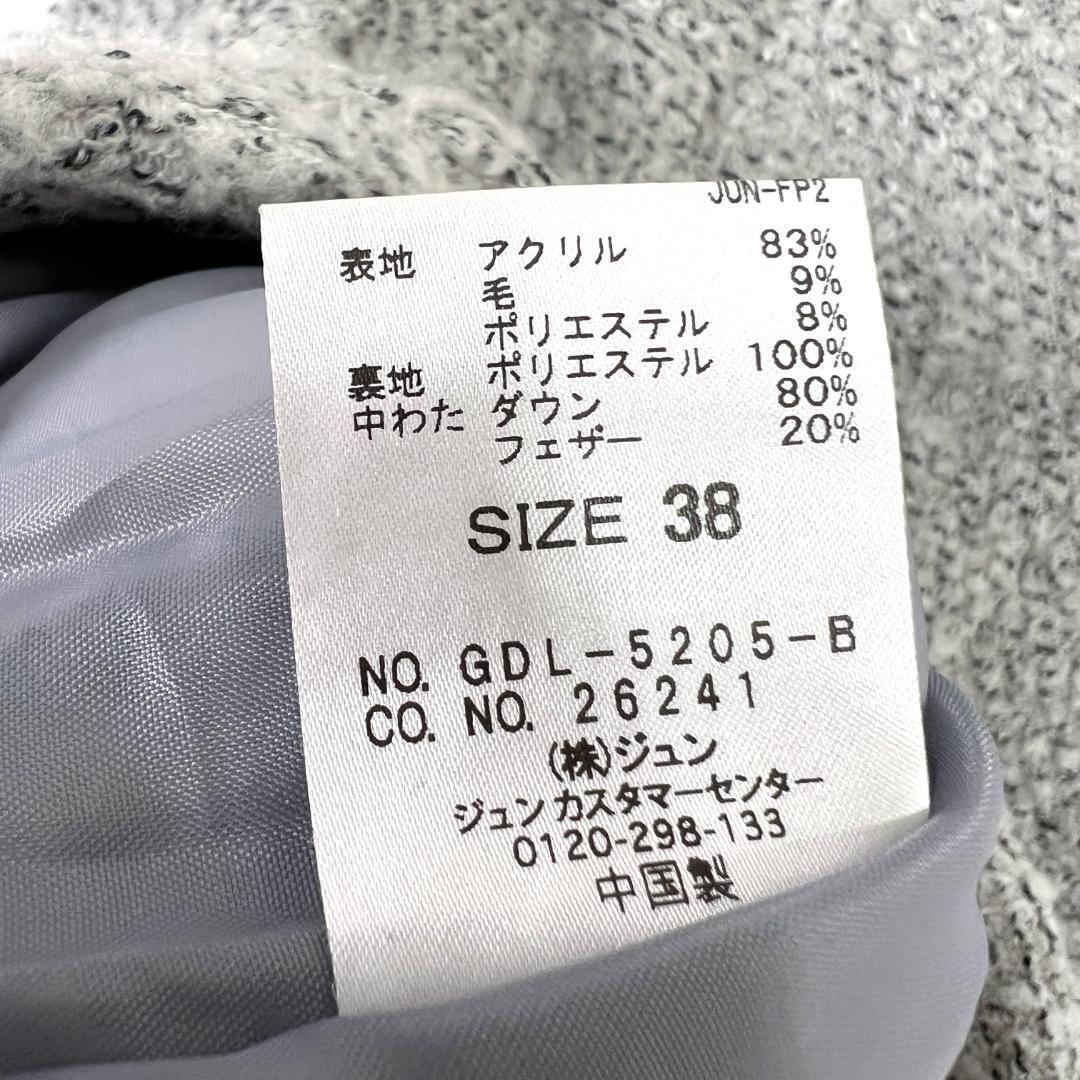 JUN-FP2
表地 アクリル 83%
毛 9%
ポリエステル 8%
裏地 ポリエステル 100%
中わた ダウン 80%
フェザー 20%
SIZE 38
NO. GDL-5205-B
CO. NO. 26241
(株)ジュン
ジュンカスタマーセンター
0120-298-133
中国製